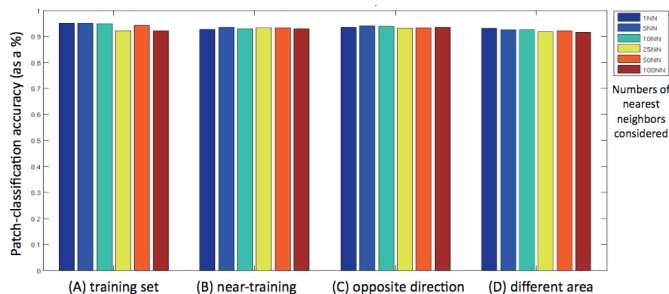 Patch-classification accuracy (as a %)
1
0.9
0.8
0.7
0.6
0.5
0.4
0.3
0.2
0.1
0
(A) training set
(B) near-training
(C) opposite direction
(D) different area
1NN
5NN
10NN
25NN
50NN
100NN
Numbers of
nearest
neighbors
considered